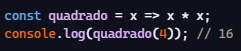 const quadrado = x => x * x;
console.log(quadrado(4)); // 16